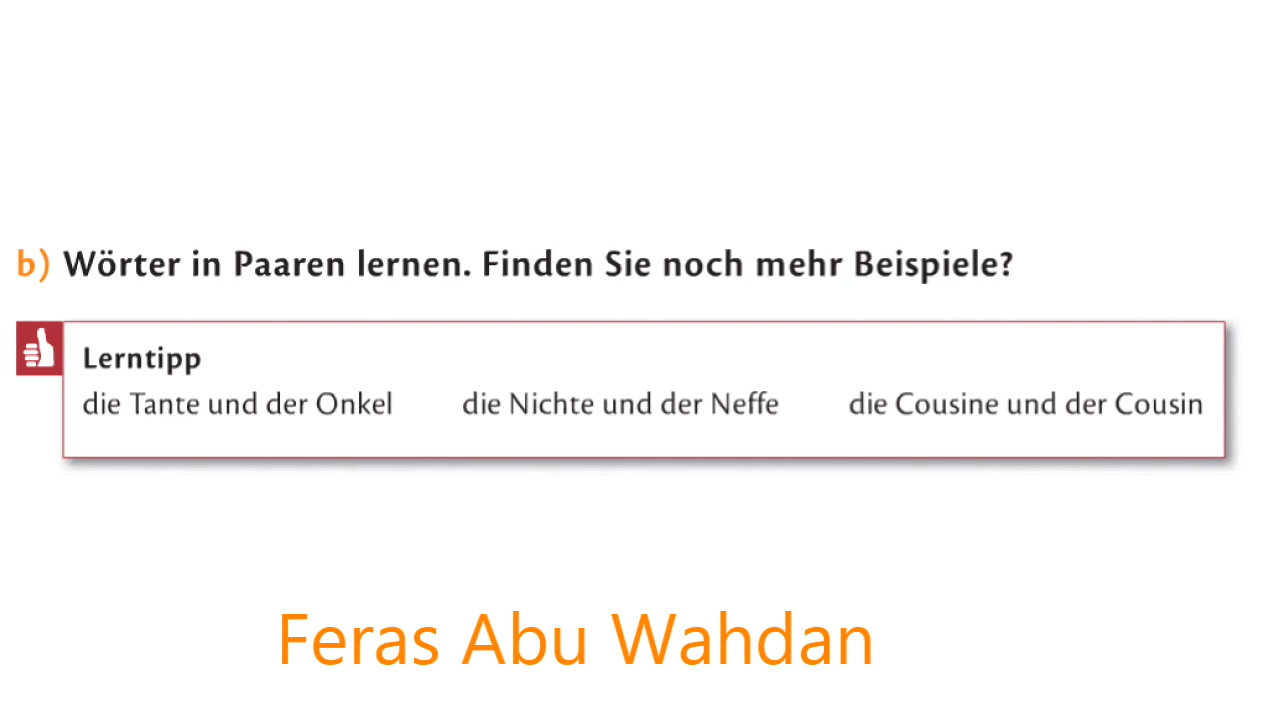 b) Wörter in Paaren lernen. Finden Sie noch mehr Beispiele?
Lerntipp
die Tante und der Onkel die Nichte und der Neffe die Cousine und der Cousin
Feras Abu Wahdan